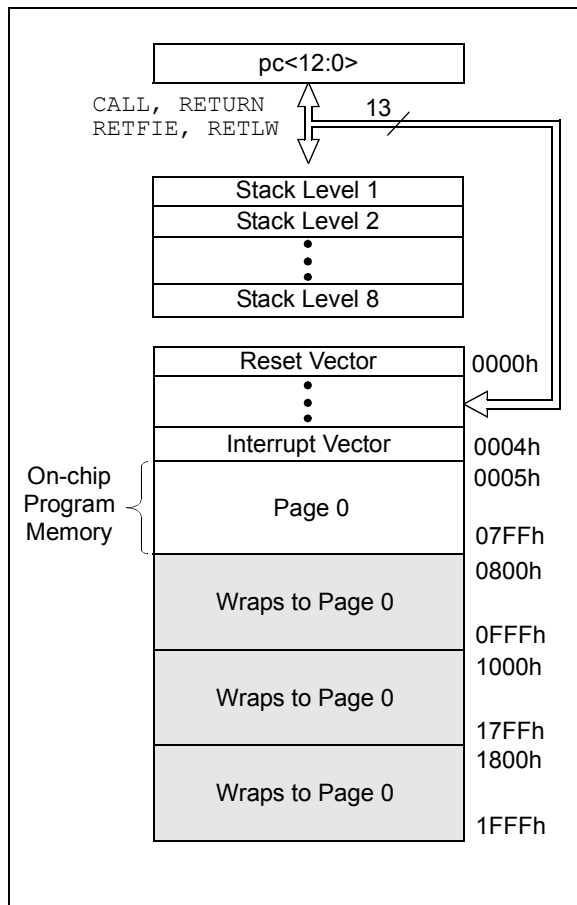 pc<12:0>
CALL, RETURN
RETFIE, RETLW
13
Stack Level 1
Stack Level 2
Stack Level 8
Reset Vector
0000h
Interrupt Vector
0004h
On-chip
Program
Memory
Page 0
0005h
07FFh
Wraps to Page 0
0800h
0FFFh
Wraps to Page 0
1000h
17FFh
Wraps to Page 0
1800h
1FFFh